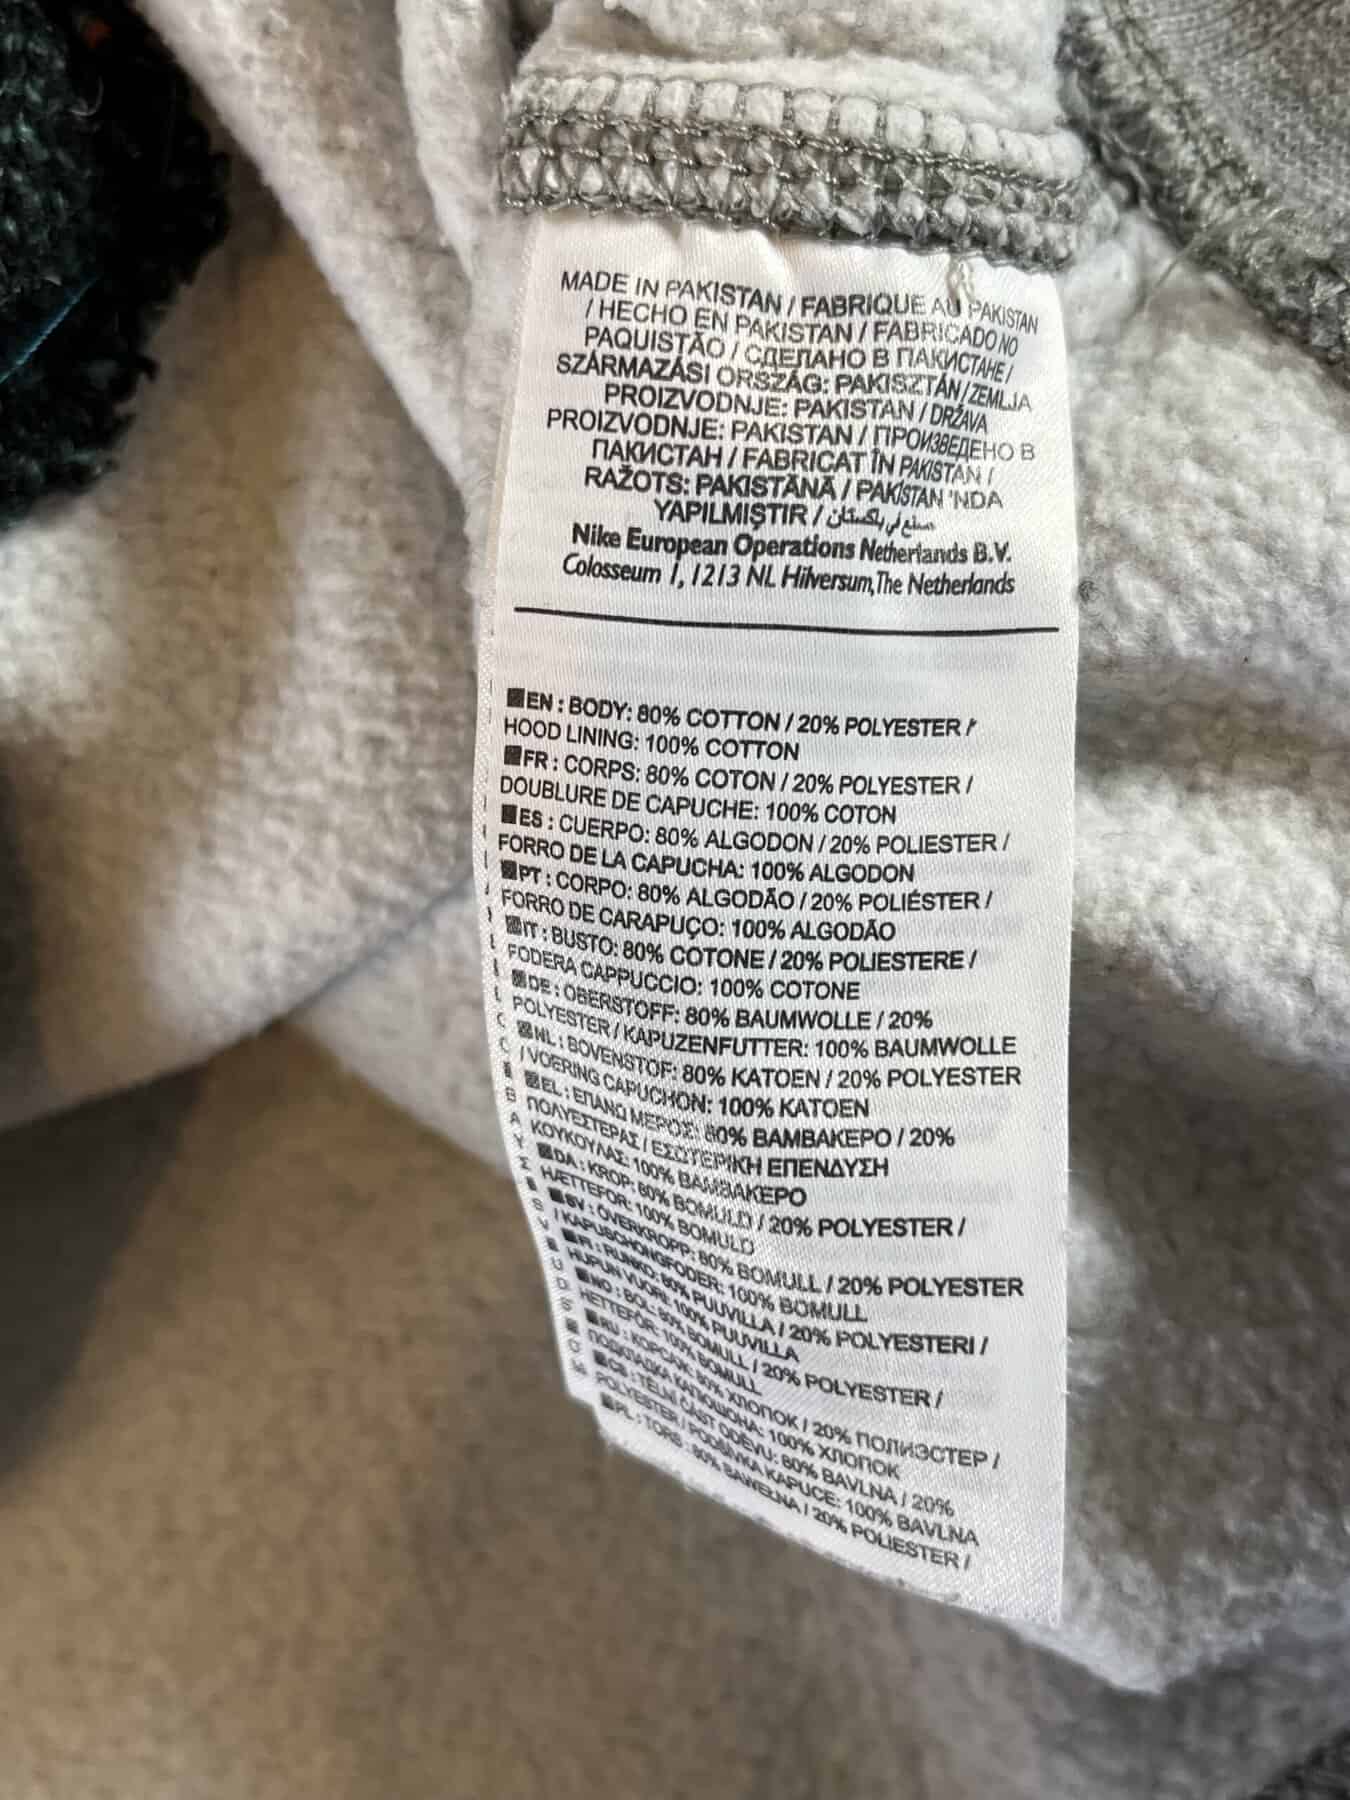 MADE IN PAKISTAN / FABRIQUE AU PAKISTAN
/ HECHO EN PAKISTAN / FABRICADO NO
PAQUISTÃO / СДЕЛАНО В ПАКИСТАНЕ /
SZÁRMAZÁSI ORSZÁG: PAKISZTÁN / ZEMLJA
PROIZVODNJE: PAKISTAN / DRŽAVA
PROIZVODNJE: PAKISTAN / ПРОИЗВЕДЕНО В
ПАКИСТАН / FABRICAT ÎN PAKISTAN /
RAŽOTS: PAKISTĀNĀ / PAKISTAN 'NDA
YAPILMIŞTIR / صنع في باكستان
Nike European Operations Netherlands B.V.
Colosseum 1, 1213 NL Hilversum, The Netherlands
EN : BODY: 80% COTTON / 20% POLYESTER /
HOOD LINING: 100% COTTON
FR : CORPS: 80% COTON / 20% POLYESTER /
DOUBLURE DE CAPUCHE: 100% COTON
ES : CUERPO: 80% ALGODON / 20% POLIESTER /
FORRO DE LA CAPUCHA: 100% ALGODON
PT : CORPO: 80% ALGODÃO / 20% POLIÉSTER /
FORRO DE CARAPUÇO: 100% ALGODÃO
IT : BUSTO: 80% COTONE / 20% POLIESTERE /
FODERA CAPPUCCIO: 100% COTONE
DE : OBERSTOFF: 80% BAUMWOLLE / 20%
POLYESTER / KAPUZENFUTTER: 100% BAUMWOLLE
NL : BOVENSTOF: 80% KATOEN / 20% POLYESTER
/ VOERING CAPUCHON: 100% KATOEN
EL : ΕΠΑΝΩ ΜΕΡΟΣ: 80% ΒΑΜΒΑΚΕΡΟ / 20%
ΠΟΛΥΕΣΤΕΡΑΣ / ΕΣΩΤΕΡΙΚΗ ΕΠΕΝΔΥΣΗ
ΚΟΥΚΟΥΛΑΣ: 100% ΒΑΜΒΑΚΕΡΟ
DA : KROP: 80% BOMULD / 20% POLYESTER /
HÆTTEFOR: 100% BOMULD
SV : ÖVERKROPP: 80% BOMULL / 20% POLYESTER
/ KAPUSCHONGFODER: 100% BOMULL
FI : RUNKO: 80% PUUVILLA / 20% POLYESTERI /
HUPUN VUORI: 100% PUUVILLA
NO : BOL: 80% BOMULL / 20% POLYESTER /
HETTEFÔR: 100% BOMULL
RU : КОРСАЖ: 80% ХЛОПОК / 20% ПОЛИЭСТЕР /
ПОДКЛАДКА КАПЮШОНА: 100% ХЛОПОК
CS : TĚLNÍ ČÁST ODĚVU: 80% BAVLNA / 20%
POLYESTER / PODŠÍVKA KAPUCE: 100% BAVLNA
PL : TORS : 80% BAWEŁNA / 20% POLIESTER /